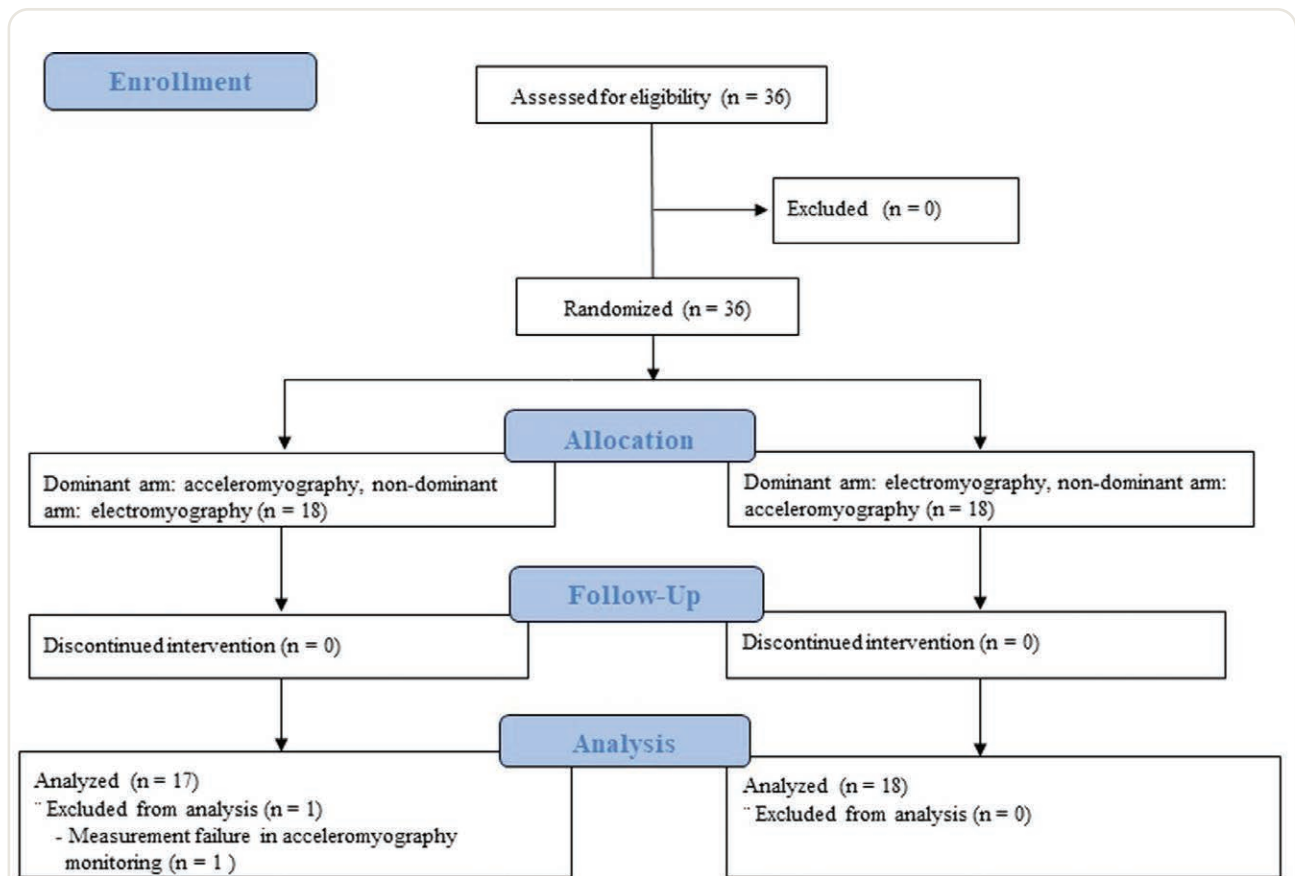 Enrollment
Assessed for eligibility (n = 36)
Excluded (n = 0)
Randomized (n = 36)
Allocation
Dominant arm: acceleromyography, non-dominant
arm: electromyography (n = 18)
Dominant arm: electromyography, non-dominant arm:
acceleromyography (n = 18)
Follow-Up
Discontinued intervention (n = 0)
Discontinued intervention (n = 0)
Analysis
Analyzed (n = 17)
¨ Excluded from analysis (n = 1)
- Measurement failure in acceleromyography
monitoring (n = 1 )
Analyzed (n = 18)
¨ Excluded from analysis (n = 0)